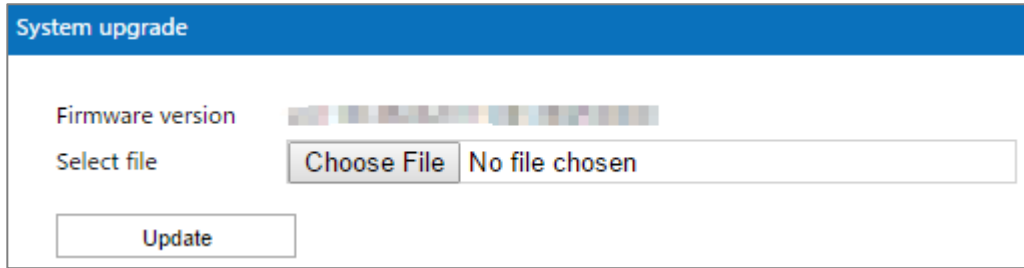 System upgrade
Firmware version
Select file Choose File No file chosen
Update